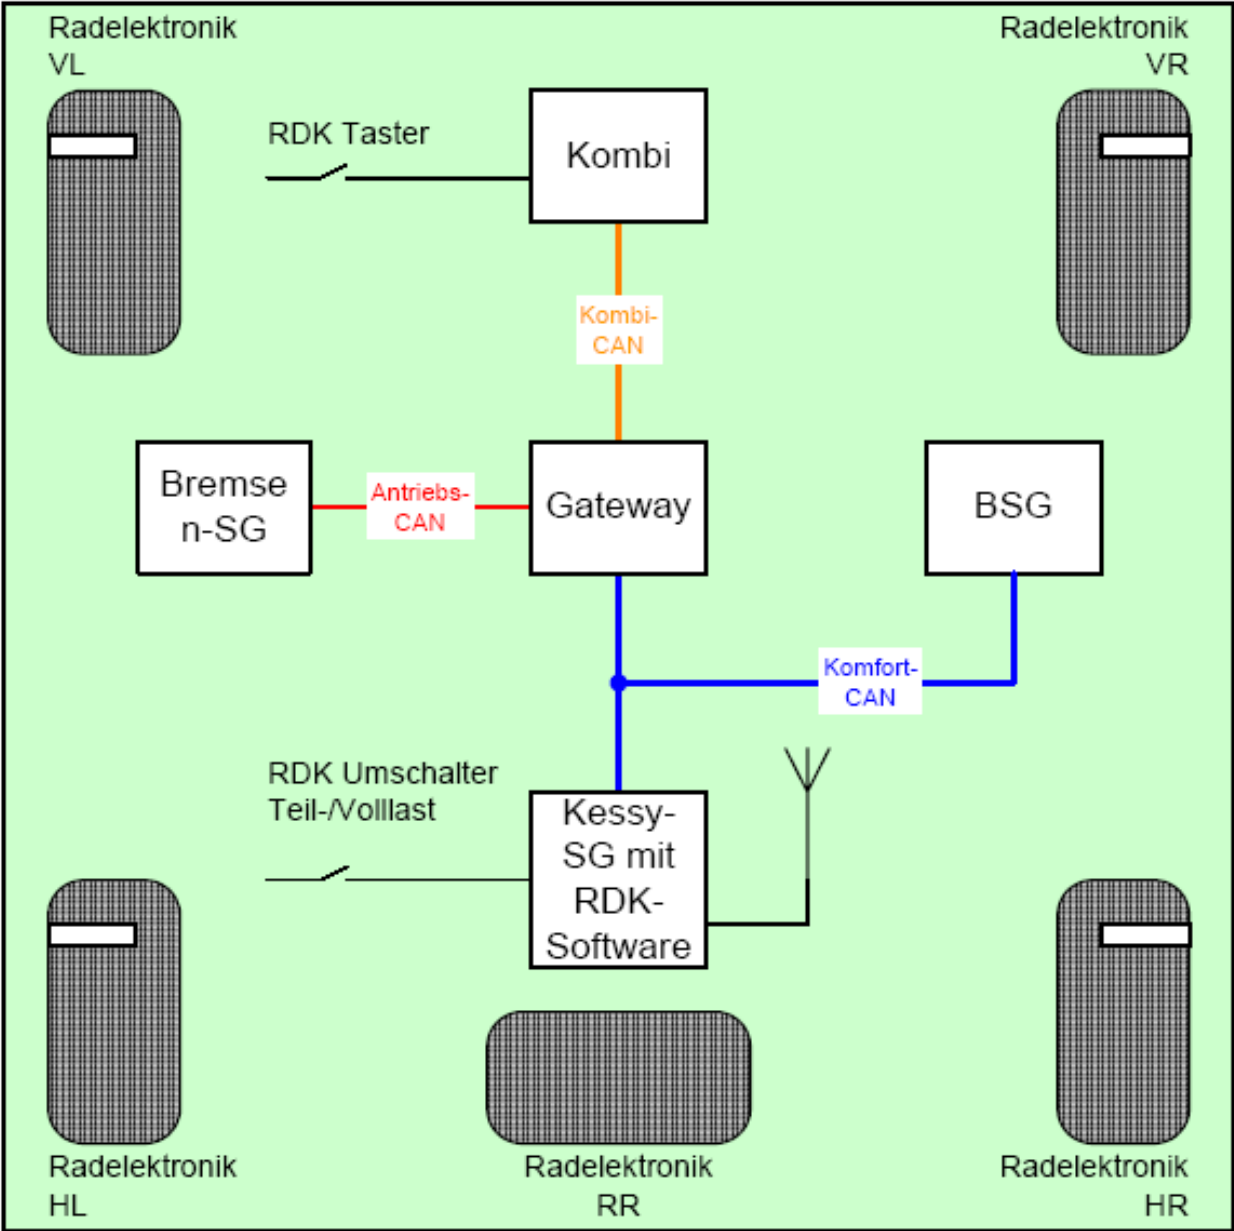 Radelektronik
VL
Radelektronik
VR
RDK Taster
Kombi
Kombi-
CAN
Bremse
n-SG
Antriebs-
CAN
Gateway
BSG
Komfort-
CAN
RDK Umschalter
Teil-/Volllast
Kessy-
SG mit
RDK-
Software
Radelektronik
HL
Radelektronik
RR
Radelektronik
HR